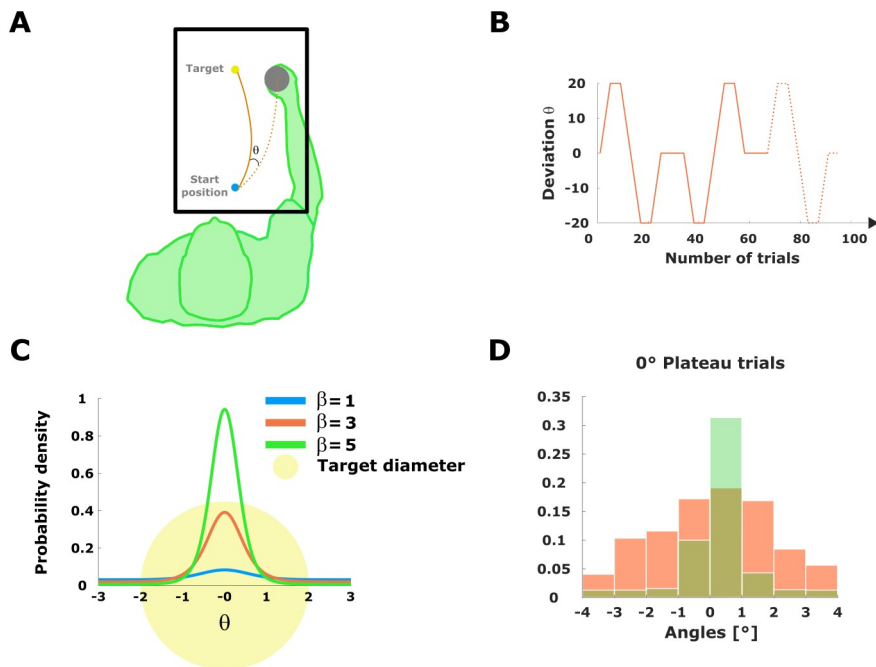 A
Target
θ
Start
position
B
Deviation θ
20
10
0
-10
-20
0
20
40
60
80
100
Number of trials
C
Probability density
1
0.8
0.6
0.4
0.2
0
-3
-2
-1
0
1
2
3
θ
β= 1
β= 3
β= 5
Target diameter
D
0° Plateau trials
0.35
0.3
0.25
0.2
0.15
0.1
0.05
0
-4
-3
-2
-1
0
1
2
3
4
Angles [°]